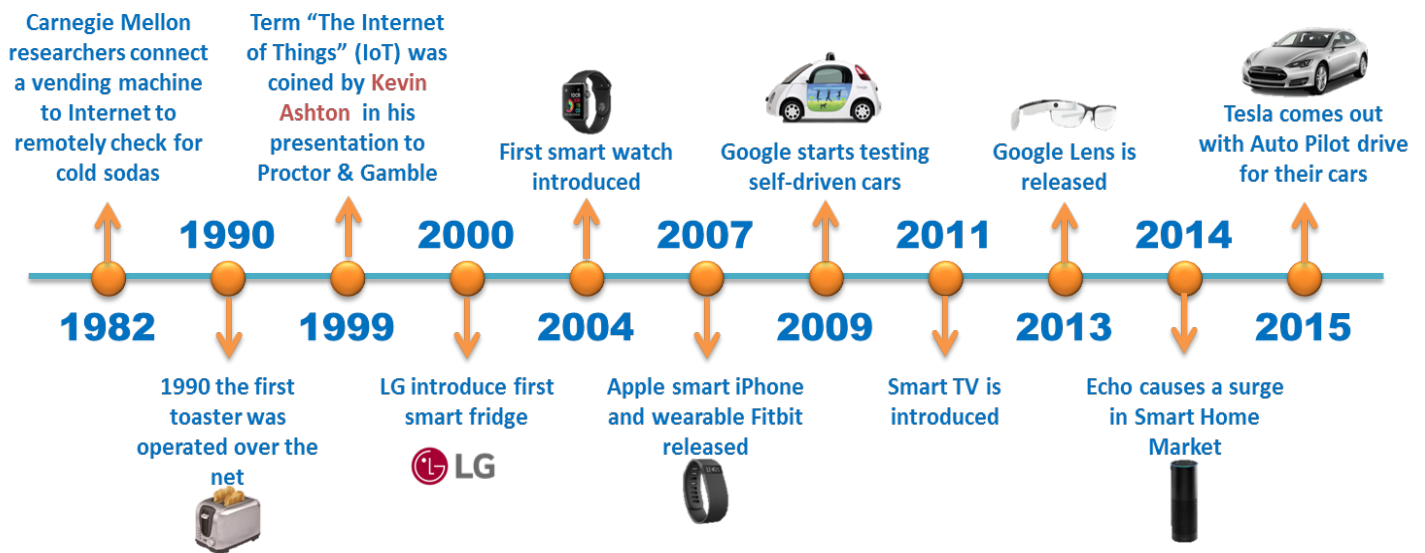 Carnegie Mellon
researchers connect
a vending machine
to Internet to
remotely check for
cold sodas
1982
1990
1990 the first
toaster was
operated over the
net
Term “The Internet
of Things” (IoT) was
coined by Kevin
Ashton in his
presentation to
Proctor & Gamble
1999
2000
LG introduce first
smart fridge
LG
First smart watch
introduced
2004
2007
Apple smart iPhone
and wearable Fitbit
released
Google starts testing
self-driven cars
2009
2011
Smart TV is
introduced
Google Lens is
released
2013
2014
Echo causes a surge
in Smart Home
Market
Tesla comes out
with Auto Pilot drive
for their cars
2015